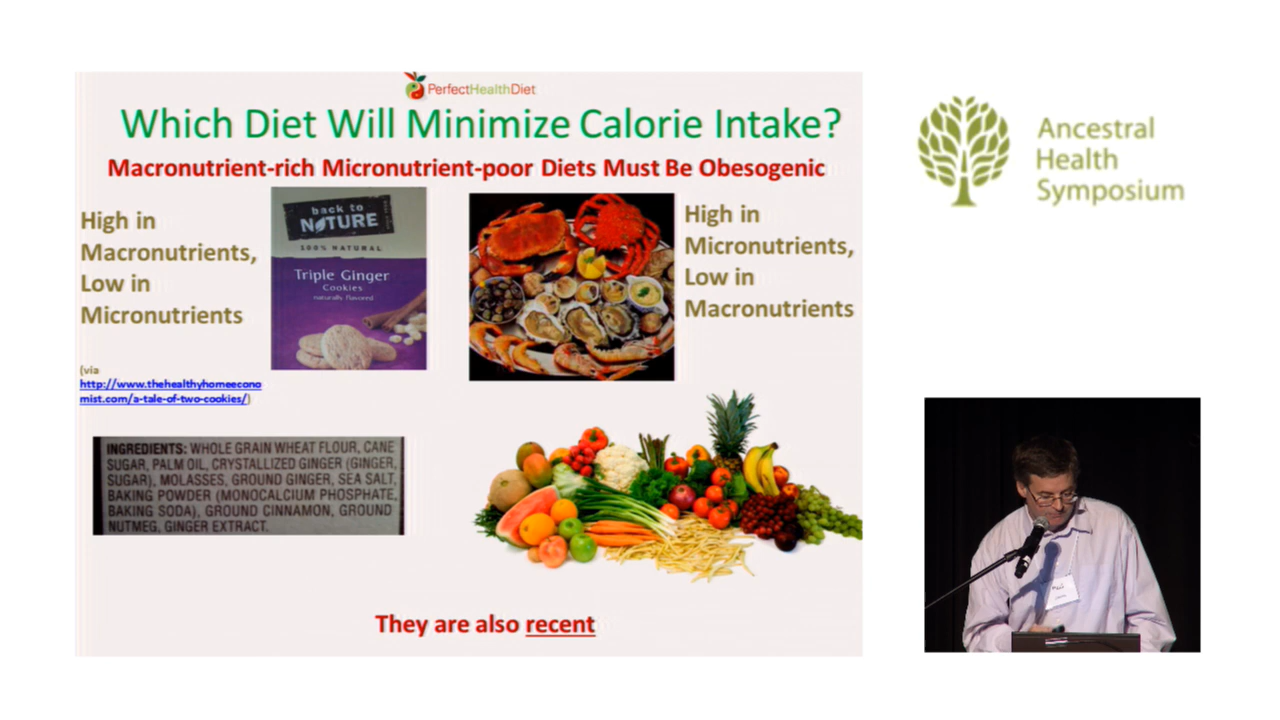 PerfectHealthDiet
Which Diet Will Minimize Calorie Intake?
Macronutrient-rich Micronutrient-poor Diets Must Be Obesogenic
High in
Macronutrients,
Low in
Micronutrients
(via
http://www.thehealthyhomeecono
mist.com/a-tale-of-two-cookies/)
back to
NATURE
100% NATURAL
Triple Ginger
Cookies
naturally flavored
High in
Micronutrients,
Low in
Macronutrients
INGREDIENTS: WHOLE GRAIN WHEAT FLOUR, CANE
SUGAR, PALM OIL, CRYSTALLIZED GINGER (GINGER,
SUGAR), MOLASSES, GROUND GINGER, SEA SALT,
BAKING POWDER (MONOCALCIUM PHOSPHATE,
BAKING SODA), GROUND CINNAMON, GROUND
NUTMEG, GINGER EXTRACT.
They are also recent
Ancestral
Health
Symposium